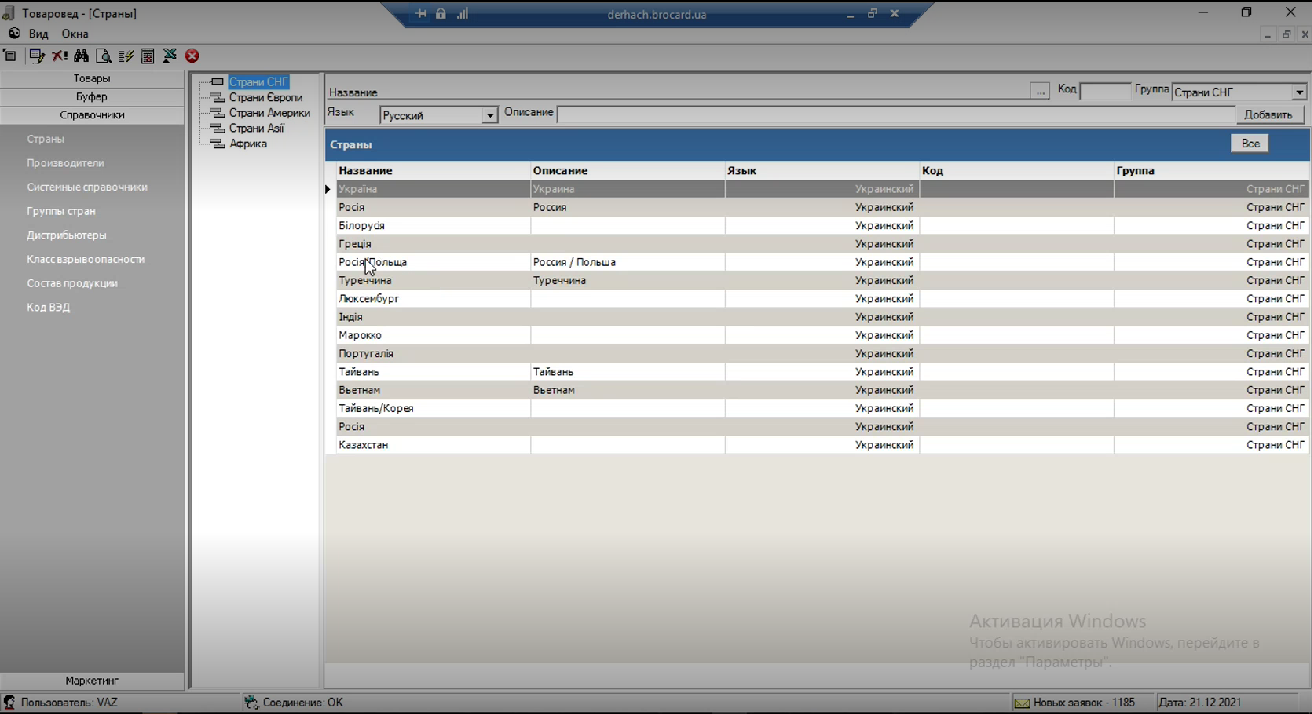 Товаровед - [Страны]
derhach.brocard.ua
Вид Окна
Товары
Буфер
Справочники
Страны
Производители
Системные справочники
Группы стран
Дистрибьютеры
Класс взрывоопасности
Состав продукции
Код ВЭД
Маркетинг
Страни СНГ
Страни Європи
Страни Америки
Страни Азії
Африка
Название ... Код Группа Страни СНГ
Язык Русский Описание Добавить
Страны Все
Название Описание Язык Код Группа
Україна Украина Украинский Страни СНГ
Росія Россия Украинский Страни СНГ
Білорусія Украинский Страни СНГ
Греція Украинский Страни СНГ
Росія/Польща Россия / Польша Украинский Страни СНГ
Туреччина Туреччина Украинский Страни СНГ
Люксембург Украинский Страни СНГ
Індія Украинский Страни СНГ
Марокко Украинский Страни СНГ
Португалія Украинский Страни СНГ
Тайвань Тайвань Украинский Страни СНГ
Вьетнам Вьетнам Украинский Страни СНГ
Тайвань/Корея Украинский Страни СНГ
Росія Украинский Страни СНГ
Казахстан Украинский Страни СНГ
Активация Windows
Чтобы активировать Windows, перейдите в
раздел "Параметры".
Пользователь: VAZ Соединение: OK Новых заявок - 1185 Дата: 21.12.2021